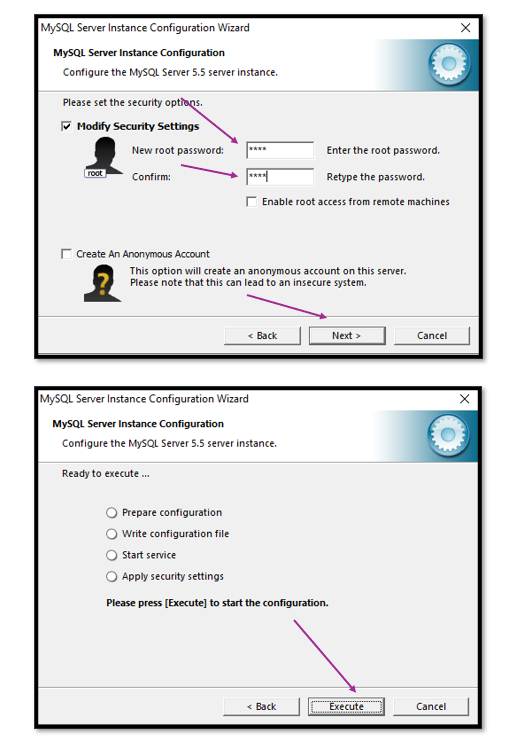 MySQL Server Instance Configuration Wizard
MySQL Server Instance Configuration
Configure the MySQL Server 5.5 server instance.
Please set the security options.
Modify Security Settings
New root password: **** Enter the root password.
root
Confirm: **** Retype the password.
Enable root access from remote machines
Create An Anonymous Account
This option will create an anonymous account on this server.
Please note that this can lead to an insecure system.
< Back Next > Cancel
MySQL Server Instance Configuration Wizard
MySQL Server Instance Configuration
Configure the MySQL Server 5.5 server instance.
Ready to execute ...
Prepare configuration
Write configuration file
Start service
Apply security settings
Please press [Execute] to start the configuration.
< Back Execute Cancel